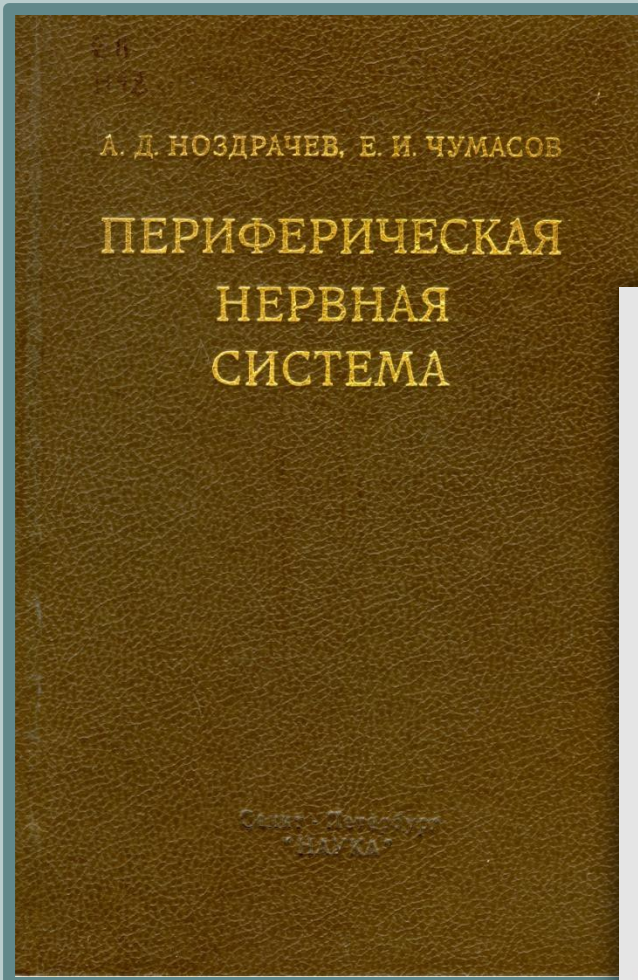 А. Д. НОЗДРАЧЕВ, Е. И. ЧУМАСОВ
ПЕРИФЕРИЧЕСКАЯ
НЕРВНАЯ
СИСТЕМА
Санкт-Петербург
"НАУКА"